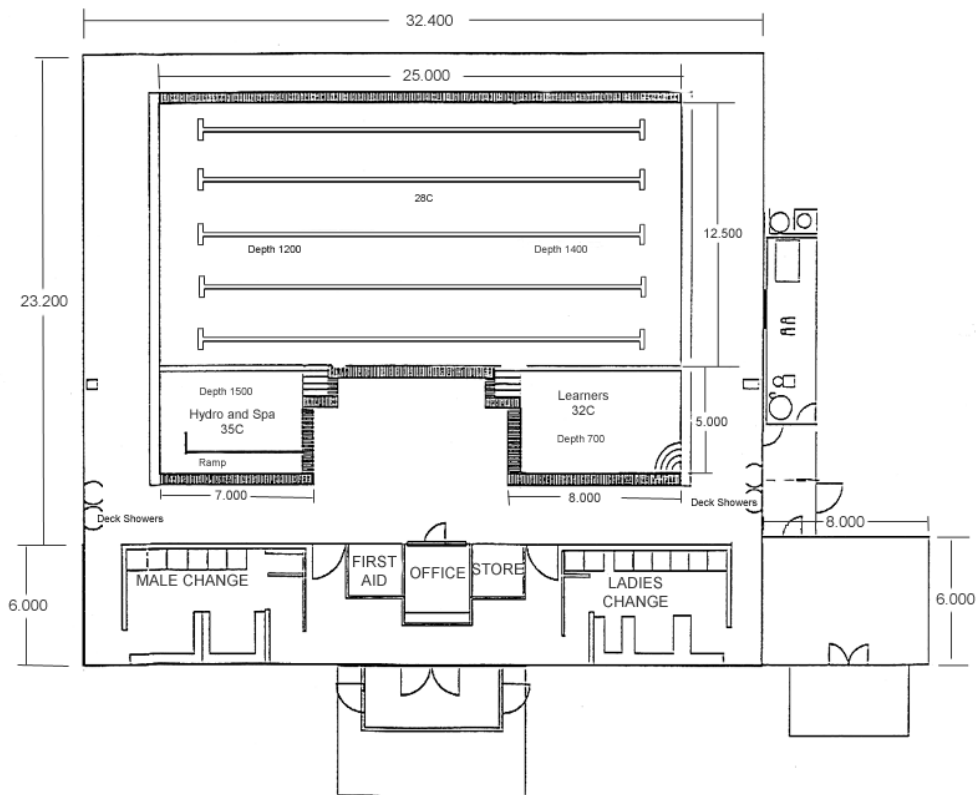 32.400
25.000
28C
12.500
Depth 1200
Depth 1400
23.200
Depth 1500
Hydro and Spa
35C
Ramp
Learners
32C
Depth 700
5.000
7.000
8.000
Deck Showers
Deck Showers
8.000
MALE CHANGE
FIRST
AID
OFFICE
STORE
LADIES
CHANGE
6.000
6.000